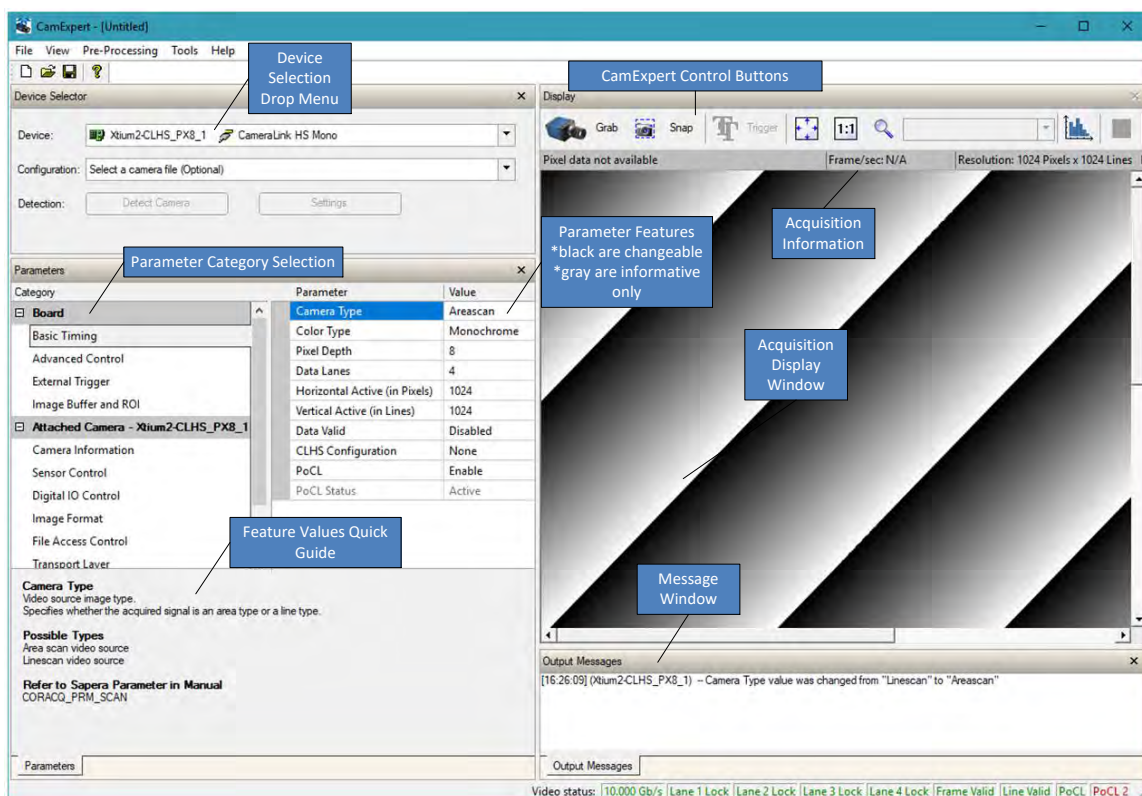 CamExpert - [Untitled]
File View Pre-Processing Tools Help
Device Selection Drop Menu
CamExpert Control Buttons
Device Selector
Device: Xtium2-CLHS_PX8_1 CameraLink HS Mono
Configuration: Select a camera file (Optional)
Detection: Detect Camera Settings
Display
Grab Snap Trigger 1:1
Pixel data not available Frame/sec: N/A Resolution: 1024 Pixels x 1024 Lines
Acquisition Information
Parameter Features
*black are changeable
*gray are informative only
Parameter Category Selection
Parameters
Category Parameter Value
Board
Basic Timing
Advanced Control
External Trigger
Image Buffer and ROI
Attached Camera - Xtium2-CLHS_PX8_1
Camera Information
Sensor Control
Digital IO Control
Image Format
File Access Control
Transport Layer
Camera Type Areascan
Color Type Monochrome
Pixel Depth 8
Data Lanes 4
Horizontal Active (in Pixels) 1024
Vertical Active (in Lines) 1024
Data Valid Disabled
CLHS Configuration None
PoCL Enable
PoCL Status Active
Acquisition Display Window
Feature Values Quick Guide
Camera Type
Video source image type.
Specifies whether the acquired signal is an area type or a line type.
Possible Types
Area scan video source
Linescan video source
Refer to Sapera Parameter in Manual
CORACQ_PRM_SCAN
Parameters
Message Window
Output Messages
[16:26:09] (Xtium2-CLHS_PX8_1) -- Camera Type value was changed from "Linescan" to "Areascan"
Output Messages
Video status: 10.000 Gb/s Lane 1 Lock Lane 2 Lock Lane 3 Lock Lane 4 Lock Frame Valid Line Valid PoCL PoCL 2